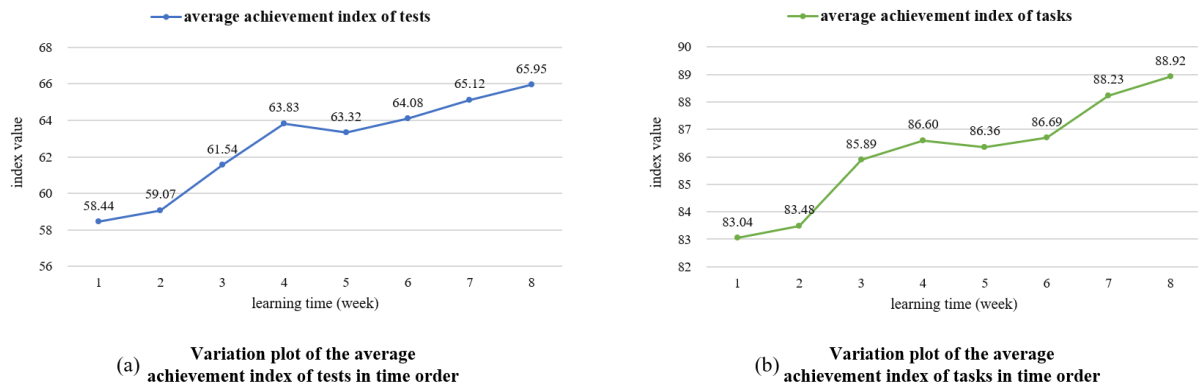 average achievement index of tests
68
66
64
62
60
58
56
index value
58.44
59.07
61.54
63.83
63.32
64.08
65.12
65.95
1 2 3 4 5 6 7 8
learning time (week)
(a) Variation plot of the average
achievement index of tests in time order
average achievement index of tasks
90
89
88
87
86
85
84
83
82
index value
83.04
83.48
85.89
86.60
86.36
86.69
88.23
88.92
1 2 3 4 5 6 7 8
learning time (week)
(b) Variation plot of the average
achievement index of tasks in time order